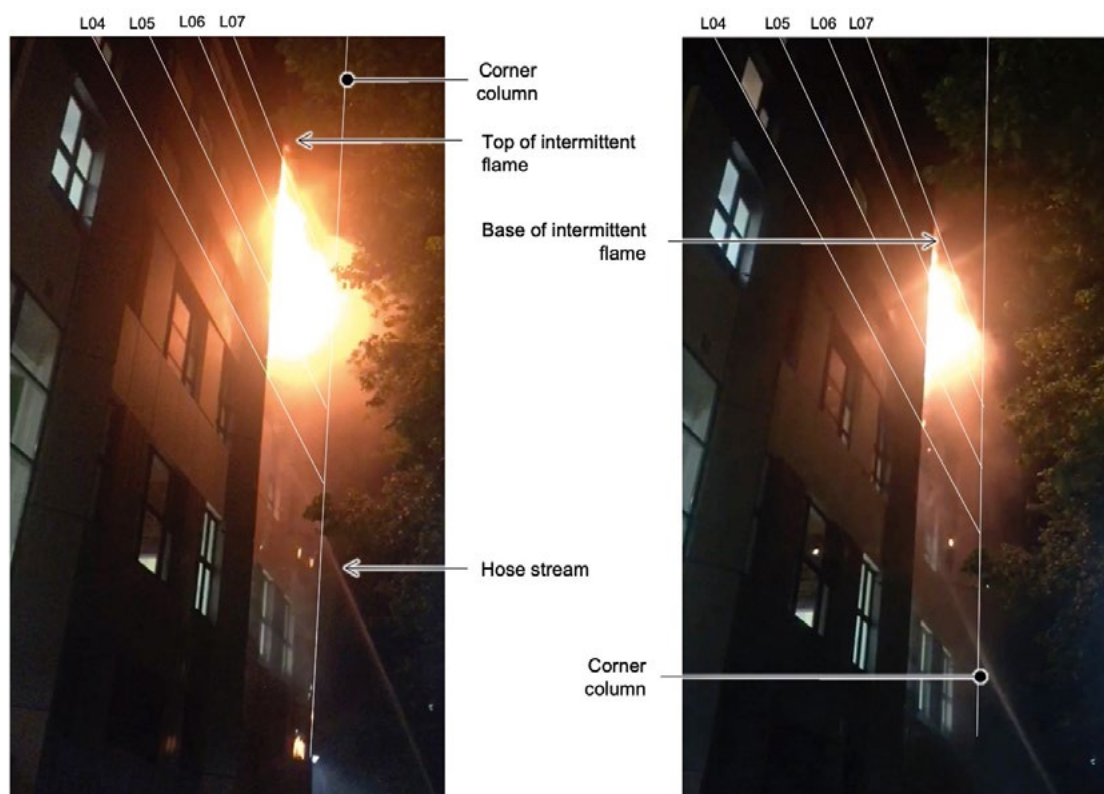 L04 L05 L06 L07
Corner
column
Top of intermittent
flame
Hose stream
L04 L05 L06 L07
Base of intermittent
flame
Corner
column